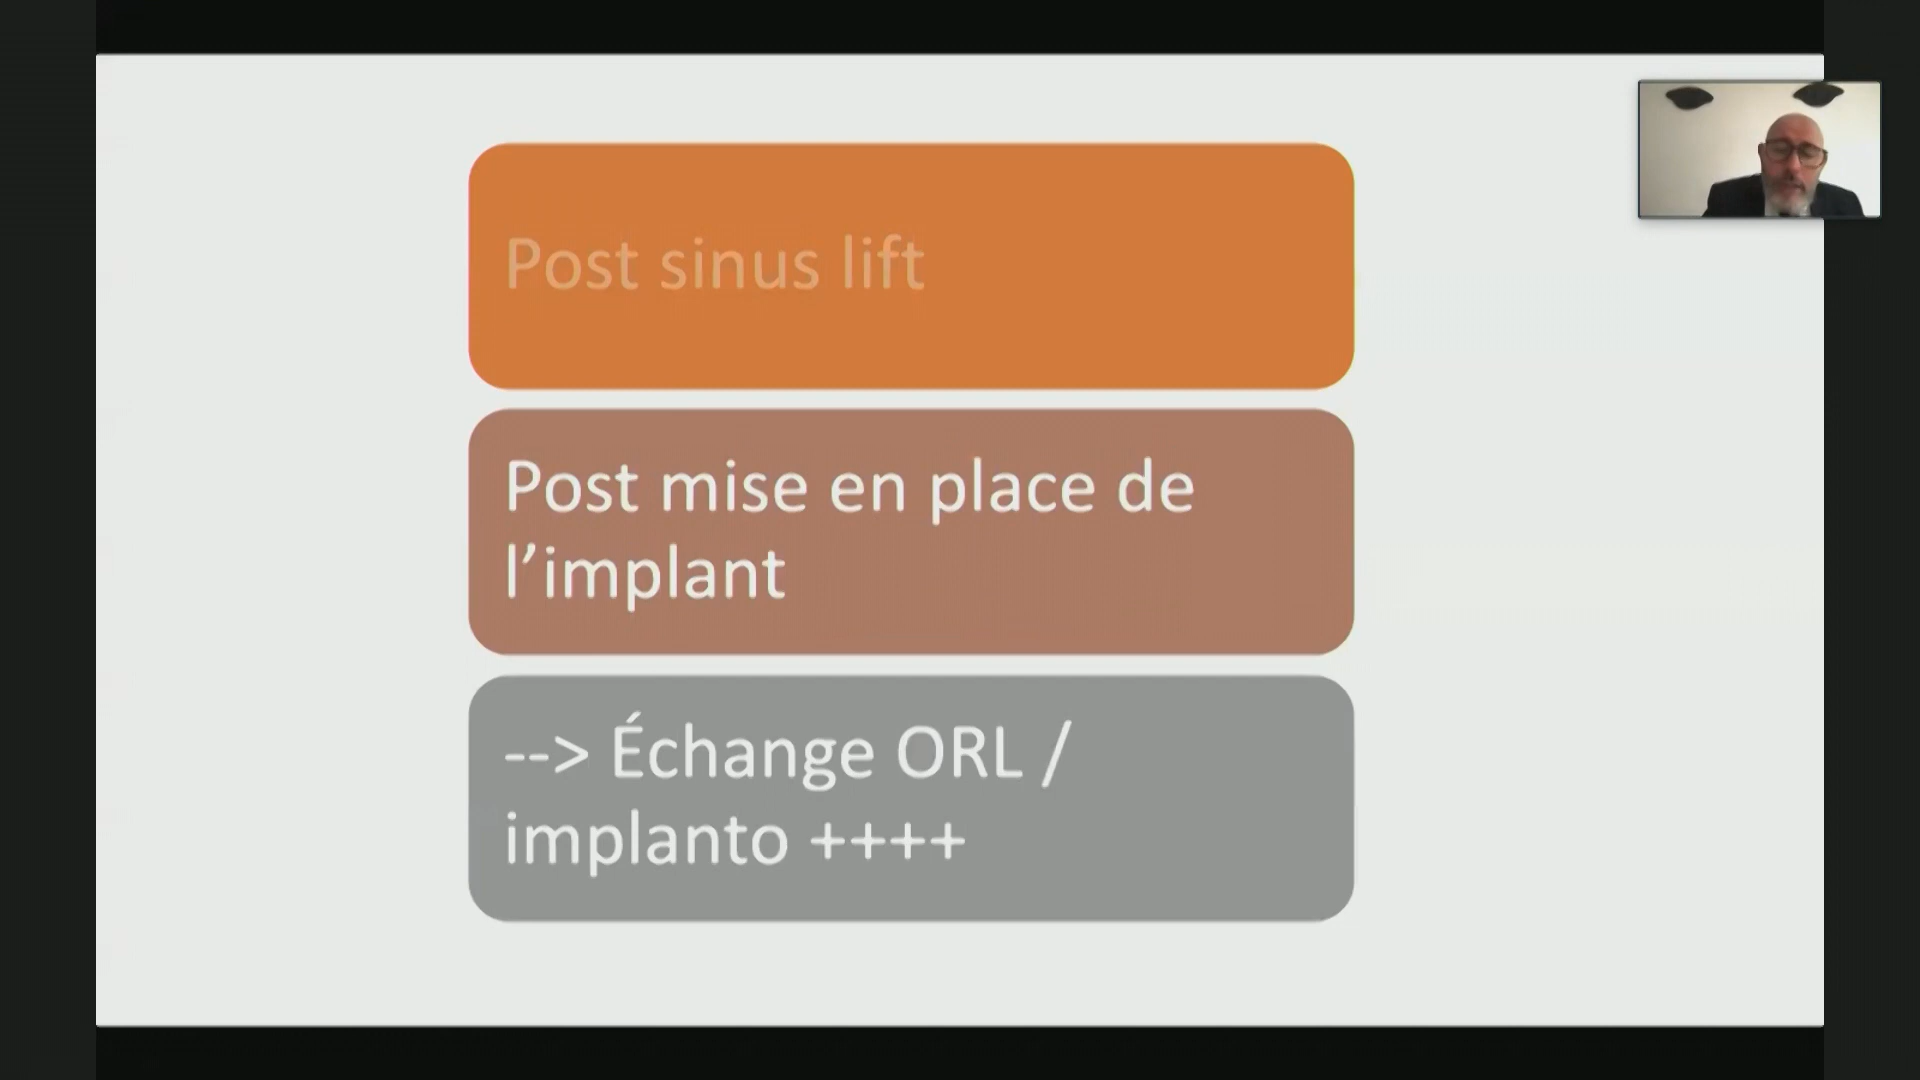 Post sinus lift
Post mise en place de
l’implant
--> Échange ORL /
implanto ++++